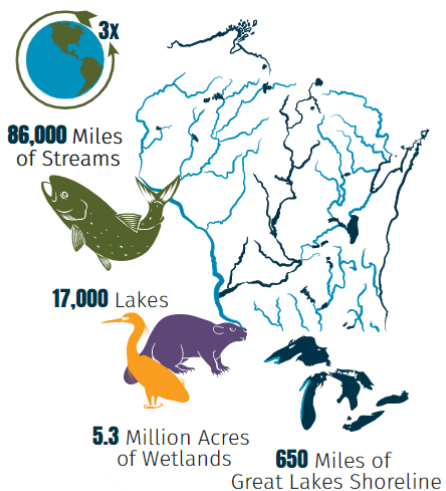 3x
86,000 Miles
of Streams
17,000 Lakes
5.3 Million Acres
of Wetlands
650 Miles of
Great Lakes Shoreline